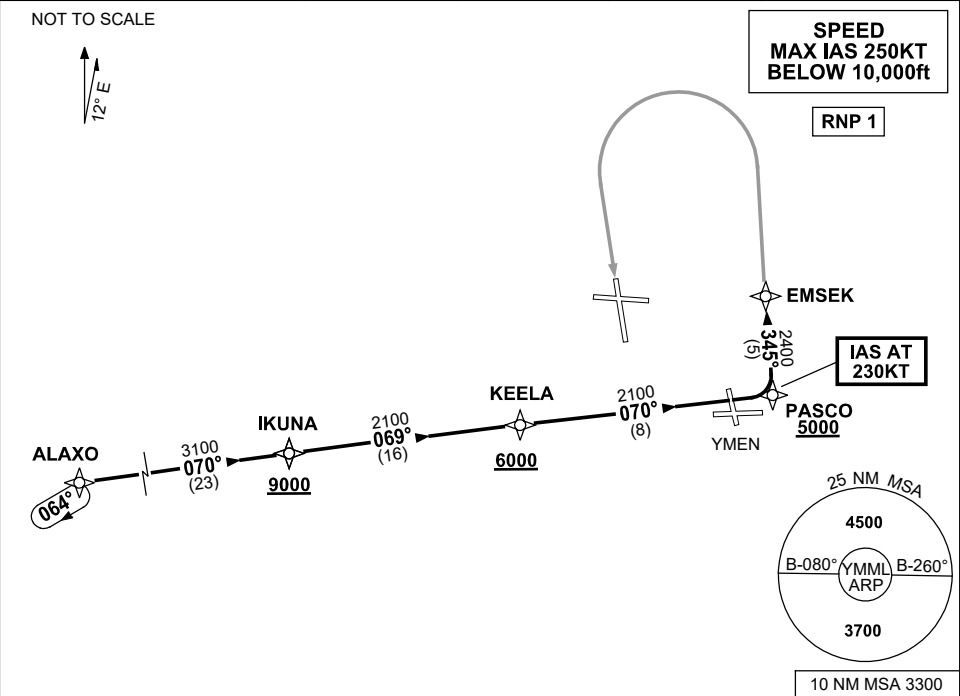 NOT TO SCALE
12° E
SPEED
MAX IAS 250KT
BELOW 10,000ft
RNP 1
EMSEK
2400
345°
(5)
IAS AT
230KT
KEELA
2100
070°
(8)
PASCO
5000
YMEN
IKUNA
2100
069°
(16)
6000
ALAXO
3100
070°
(23)
9000
064°
25 NM MSA
4500
B-080°
YMML
ARP
B-260°
3700
10 NM MSA 3300